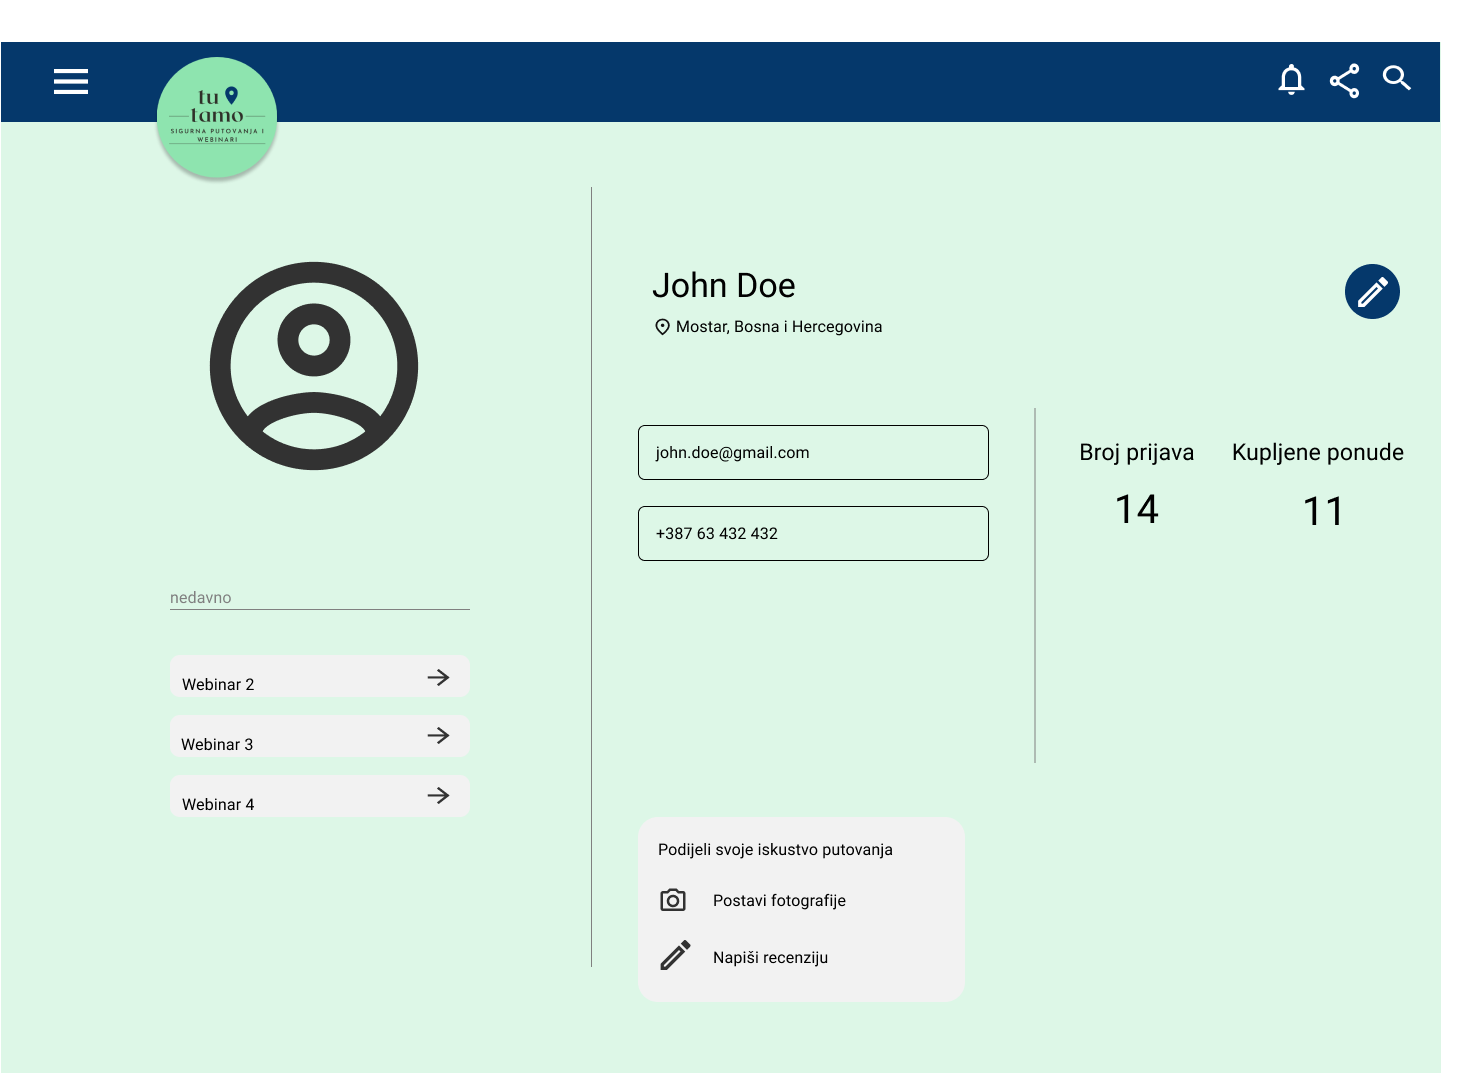 tu
tamo
SIGURNA PUTOVANJA I
WEBINARI
John Doe
Mostar, Bosna i Hercegovina
john.doe@gmail.com
+387 63 432 432
Broj prijava
14
Kupljene ponude
11
nedavno
Webinar 2
Webinar 3
Webinar 4
Podijeli svoje iskustvo putovanja
Postavi fotografije
Napiši recenziju